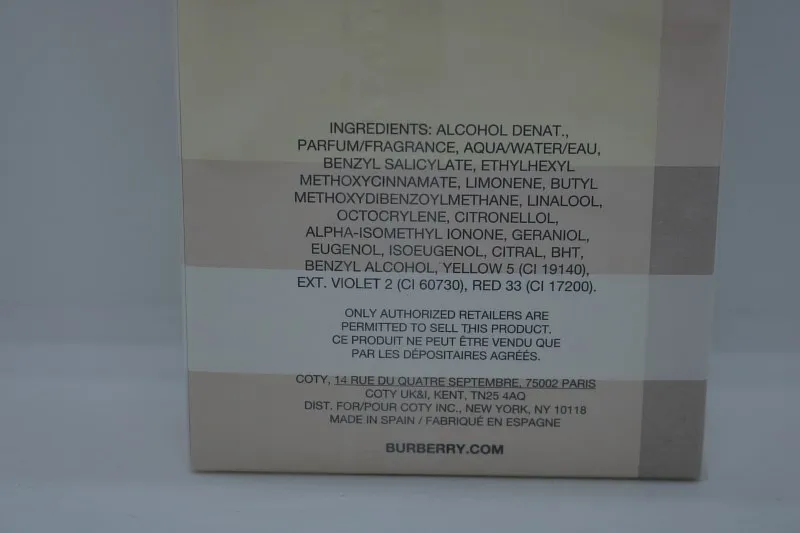 INGREDIENTS: ALCOHOL DENAT.,
PARFUM/FRAGRANCE, AQUA/WATER/EAU,
BENZYL SALICYLATE, ETHYLHEXYL
METHOXYCINNAMATE, LIMONENE, BUTYL
METHOXYDIBENZOYLMETHANE, LINALOOL,
OCTOCRYLENE, CITRONELLOL,
ALPHA-ISOMETHYL IONONE, GERANIOL,
EUGENOL, ISOEUGENOL, CITRAL, BHT,
BENZYL ALCOHOL, YELLOW 5 (CI 19140),
EXT. VIOLET 2 (CI 60730), RED 33 (CI 17200).
ONLY AUTHORIZED RETAILERS ARE
PERMITTED TO SELL THIS PRODUCT.
CE PRODUIT NE PEUT ÊTRE VENDU QUE
PAR LES DÉPOSITAIRES AGRÉÉS.
COTY, 14 RUE DU QUATRE SEPTEMBRE, 75002 PARIS
COTY UK&I, KENT, TN25 4AQ
DIST. FOR/POUR COTY INC., NEW YORK, NY 10118
MADE IN SPAIN / FABRIQUÉ EN ESPAGNE
BURBERRY.COM